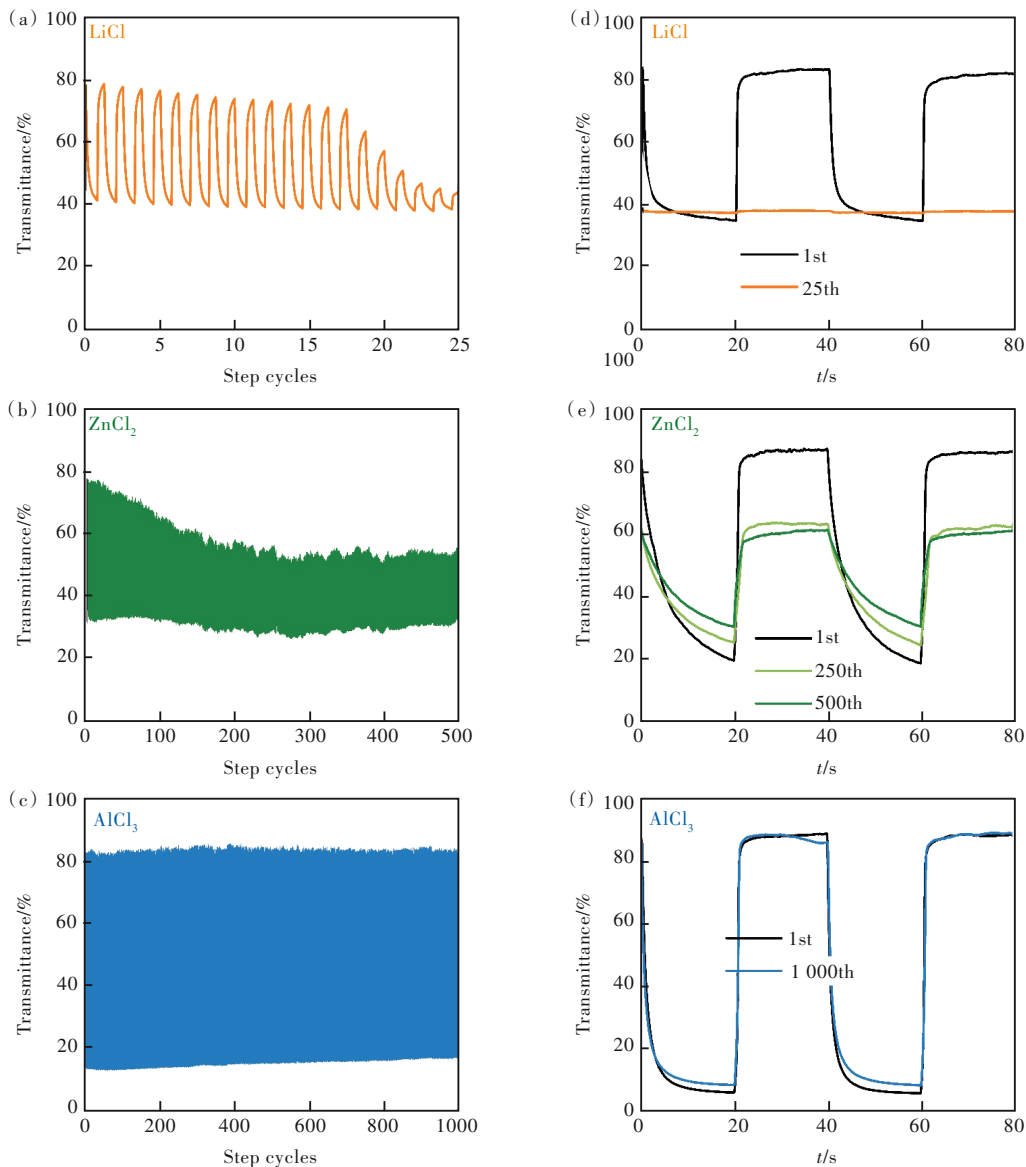 (a)
LiCl
100
80
60
40
20
0
Transmittance/%
0 5 10 15 20 25
Step cycles
(d)
LiCl
100
80
60
40
20
0
Transmittance/%
1st
25th
0 20 40 60 80
100
t/s
(b)
ZnCl₂
100
80
60
40
20
0
Transmittance/%
0 100 200 300 400 500
Step cycles
(e)
ZnCl₂
80
60
40
20
0
Transmittance/%
1st
250th
500th
0 20 40 60 80
t/s
(c)
AlCl₃
100
80
60
40
20
0
Transmittance/%
0 200 400 600 800 1000
Step cycles
(f)
AlCl₃
100
80
60
40
20
0
Transmittance/%
1st
1 000th
0 20 40 60 80
t/s